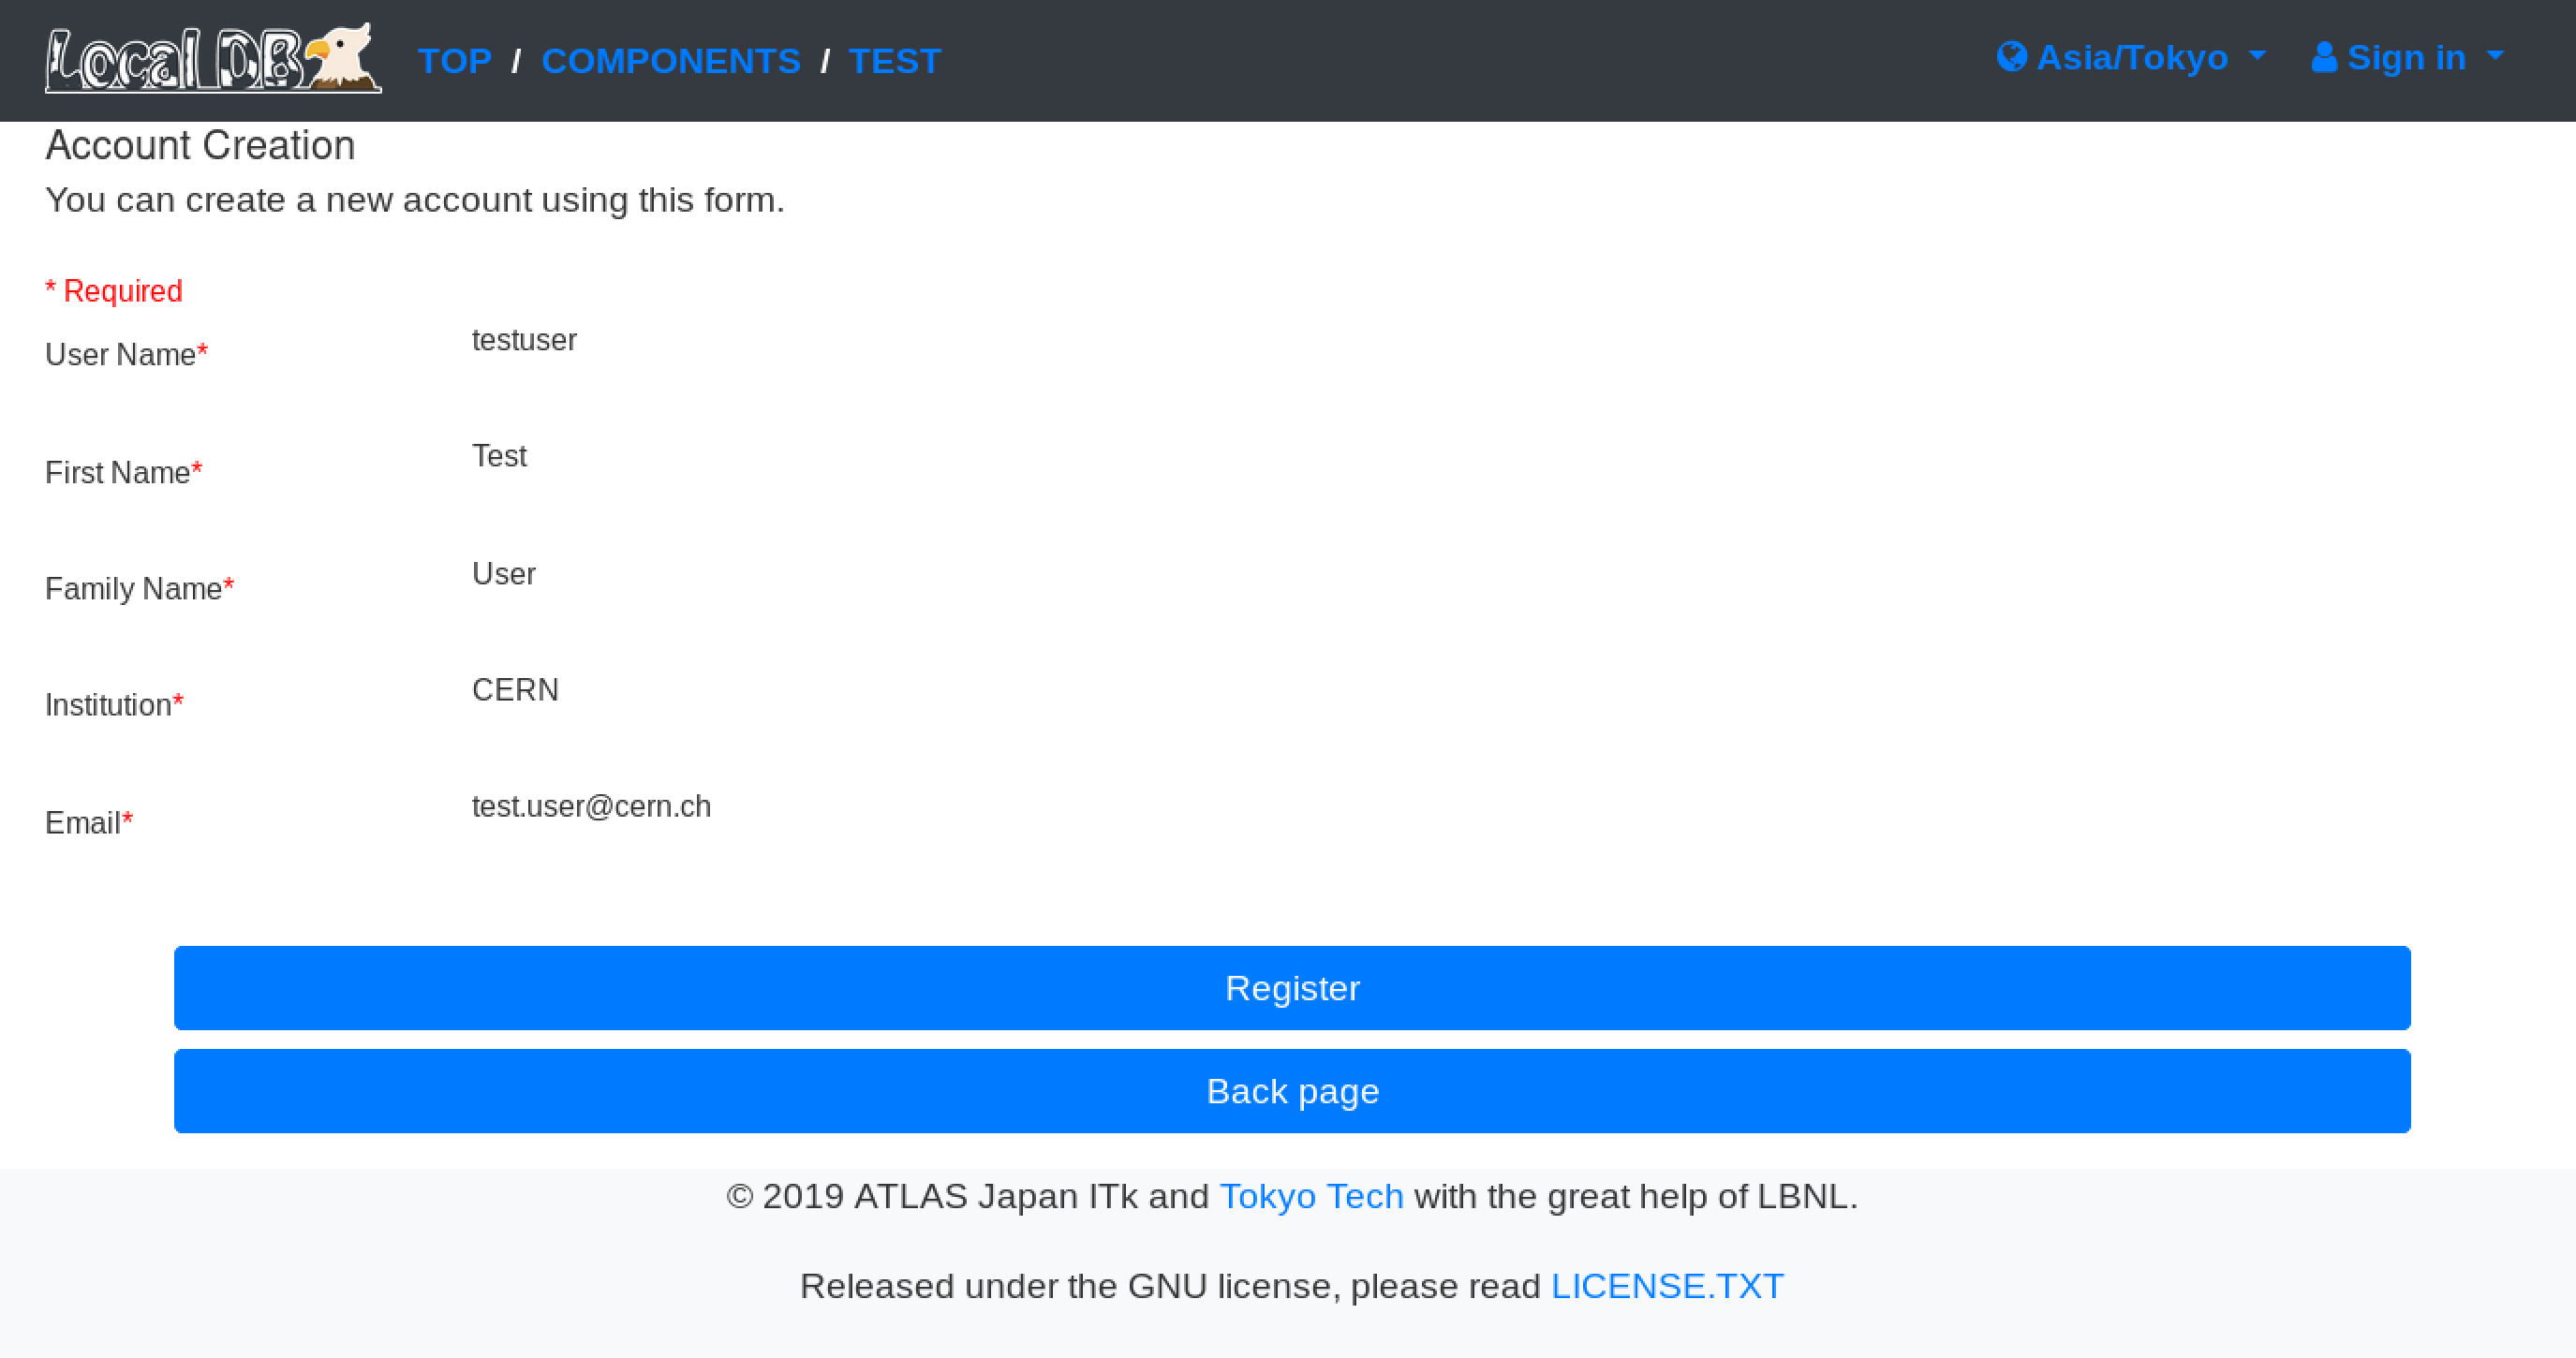 Local DB TOP / COMPONENTS / TEST Asia/Tokyo Sign in
Account Creation
You can create a new account using this form.
* Required
User Name* testuser
First Name* Test
Family Name* User
Institution* CERN
Email* test.user@cern.ch
Register
Back page
© 2019 ATLAS Japan ITk and Tokyo Tech with the great help of LBNL.
Released under the GNU license, please read LICENSE.TXT